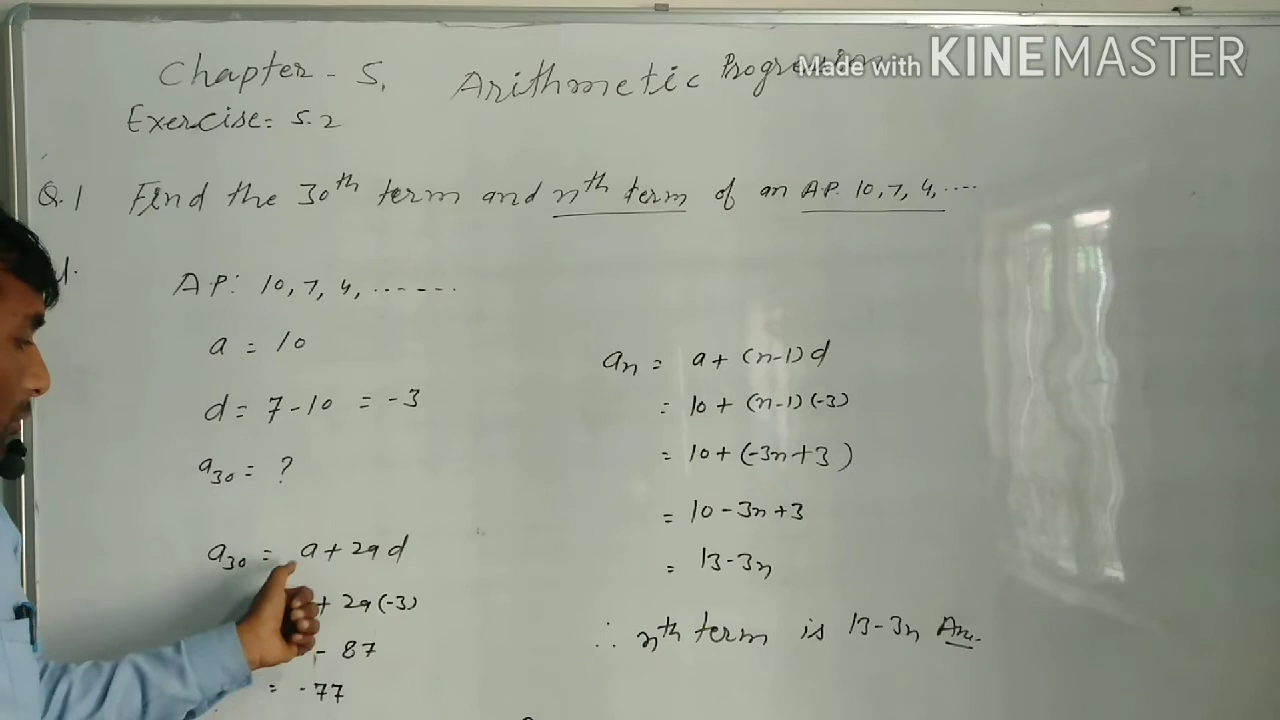 Chapter - 5, Arithmetic Progression
Made with KINEMASTER
Exercise: 5.2
Q.1 Find the 30th term and nth term of an A.P. 10, 7, 4, ....
AP: 10, 7, 4, .......
a = 10
d = 7-10 = -3
a30 = ?
a30 = a + 29d
+ 29(-3)
- 87
= -77
an = a + (n-1)d
= 10 + (n-1)(-3)
= 10 + (-3n+3)
= 10 - 3n + 3
= 13-3n
∴ nth term is 13-3n Ans.